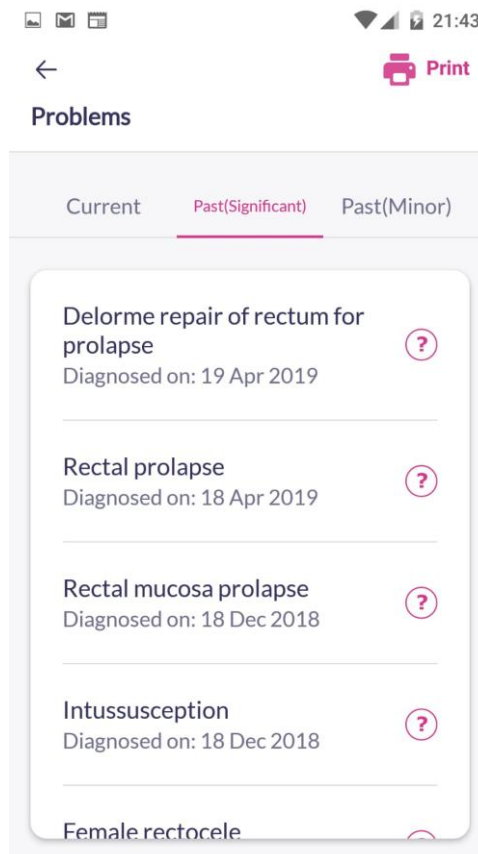 21:43
Print
Problems
Current Past(Significant) Past(Minor)
Delorme repair of rectum for
prolapse
Diagnosed on: 19 Apr 2019
?
Rectal prolapse
Diagnosed on: 18 Apr 2019
?
Rectal mucosa prolapse
Diagnosed on: 18 Dec 2018
?
Intussusception
Diagnosed on: 18 Dec 2018
?
Female rectocele